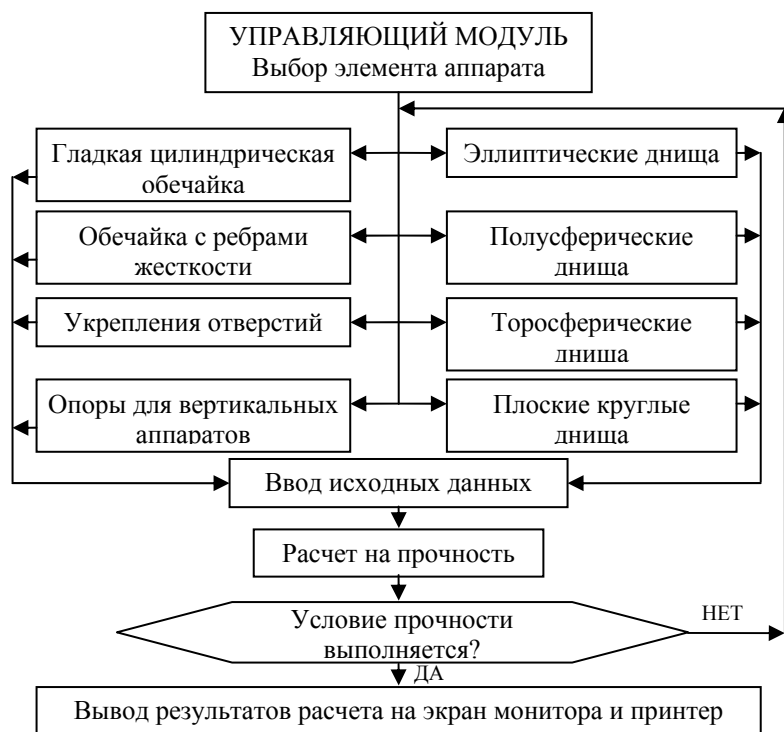 УПРАВЛЯЮЩИЙ МОДУЛЬ
Выбор элемента аппарата
Гладкая цилиндрическая
обечайка
Эллиптические днища
Обечайка с ребрами
жесткости
Полусферические
днища
Укрепления отверстий
Торосферические
дниша
Опоры для вертикальных
аппаратов
Плоские круглые
днища
Ввод исходных данных
Расчет на прочность
Условие прочности
выполняется?
НЕТ
ДА
Вывод результатов расчета на экран монитора и принтер